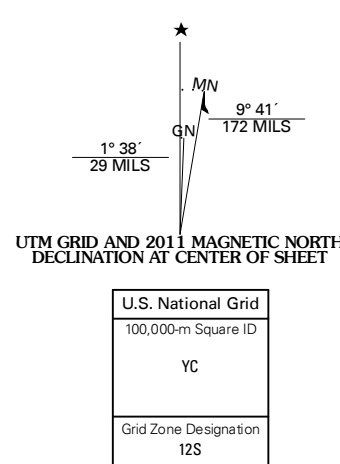 ★
MN
GN
9° 41´
172 MILS
1° 38´
29 MILS
UTM GRID AND 2011 MAGNETIC NORTH
DECLINATION AT CENTER OF SHEET
U.S. National Grid
100,000-m Square ID
YC
Grid Zone Designation
12S